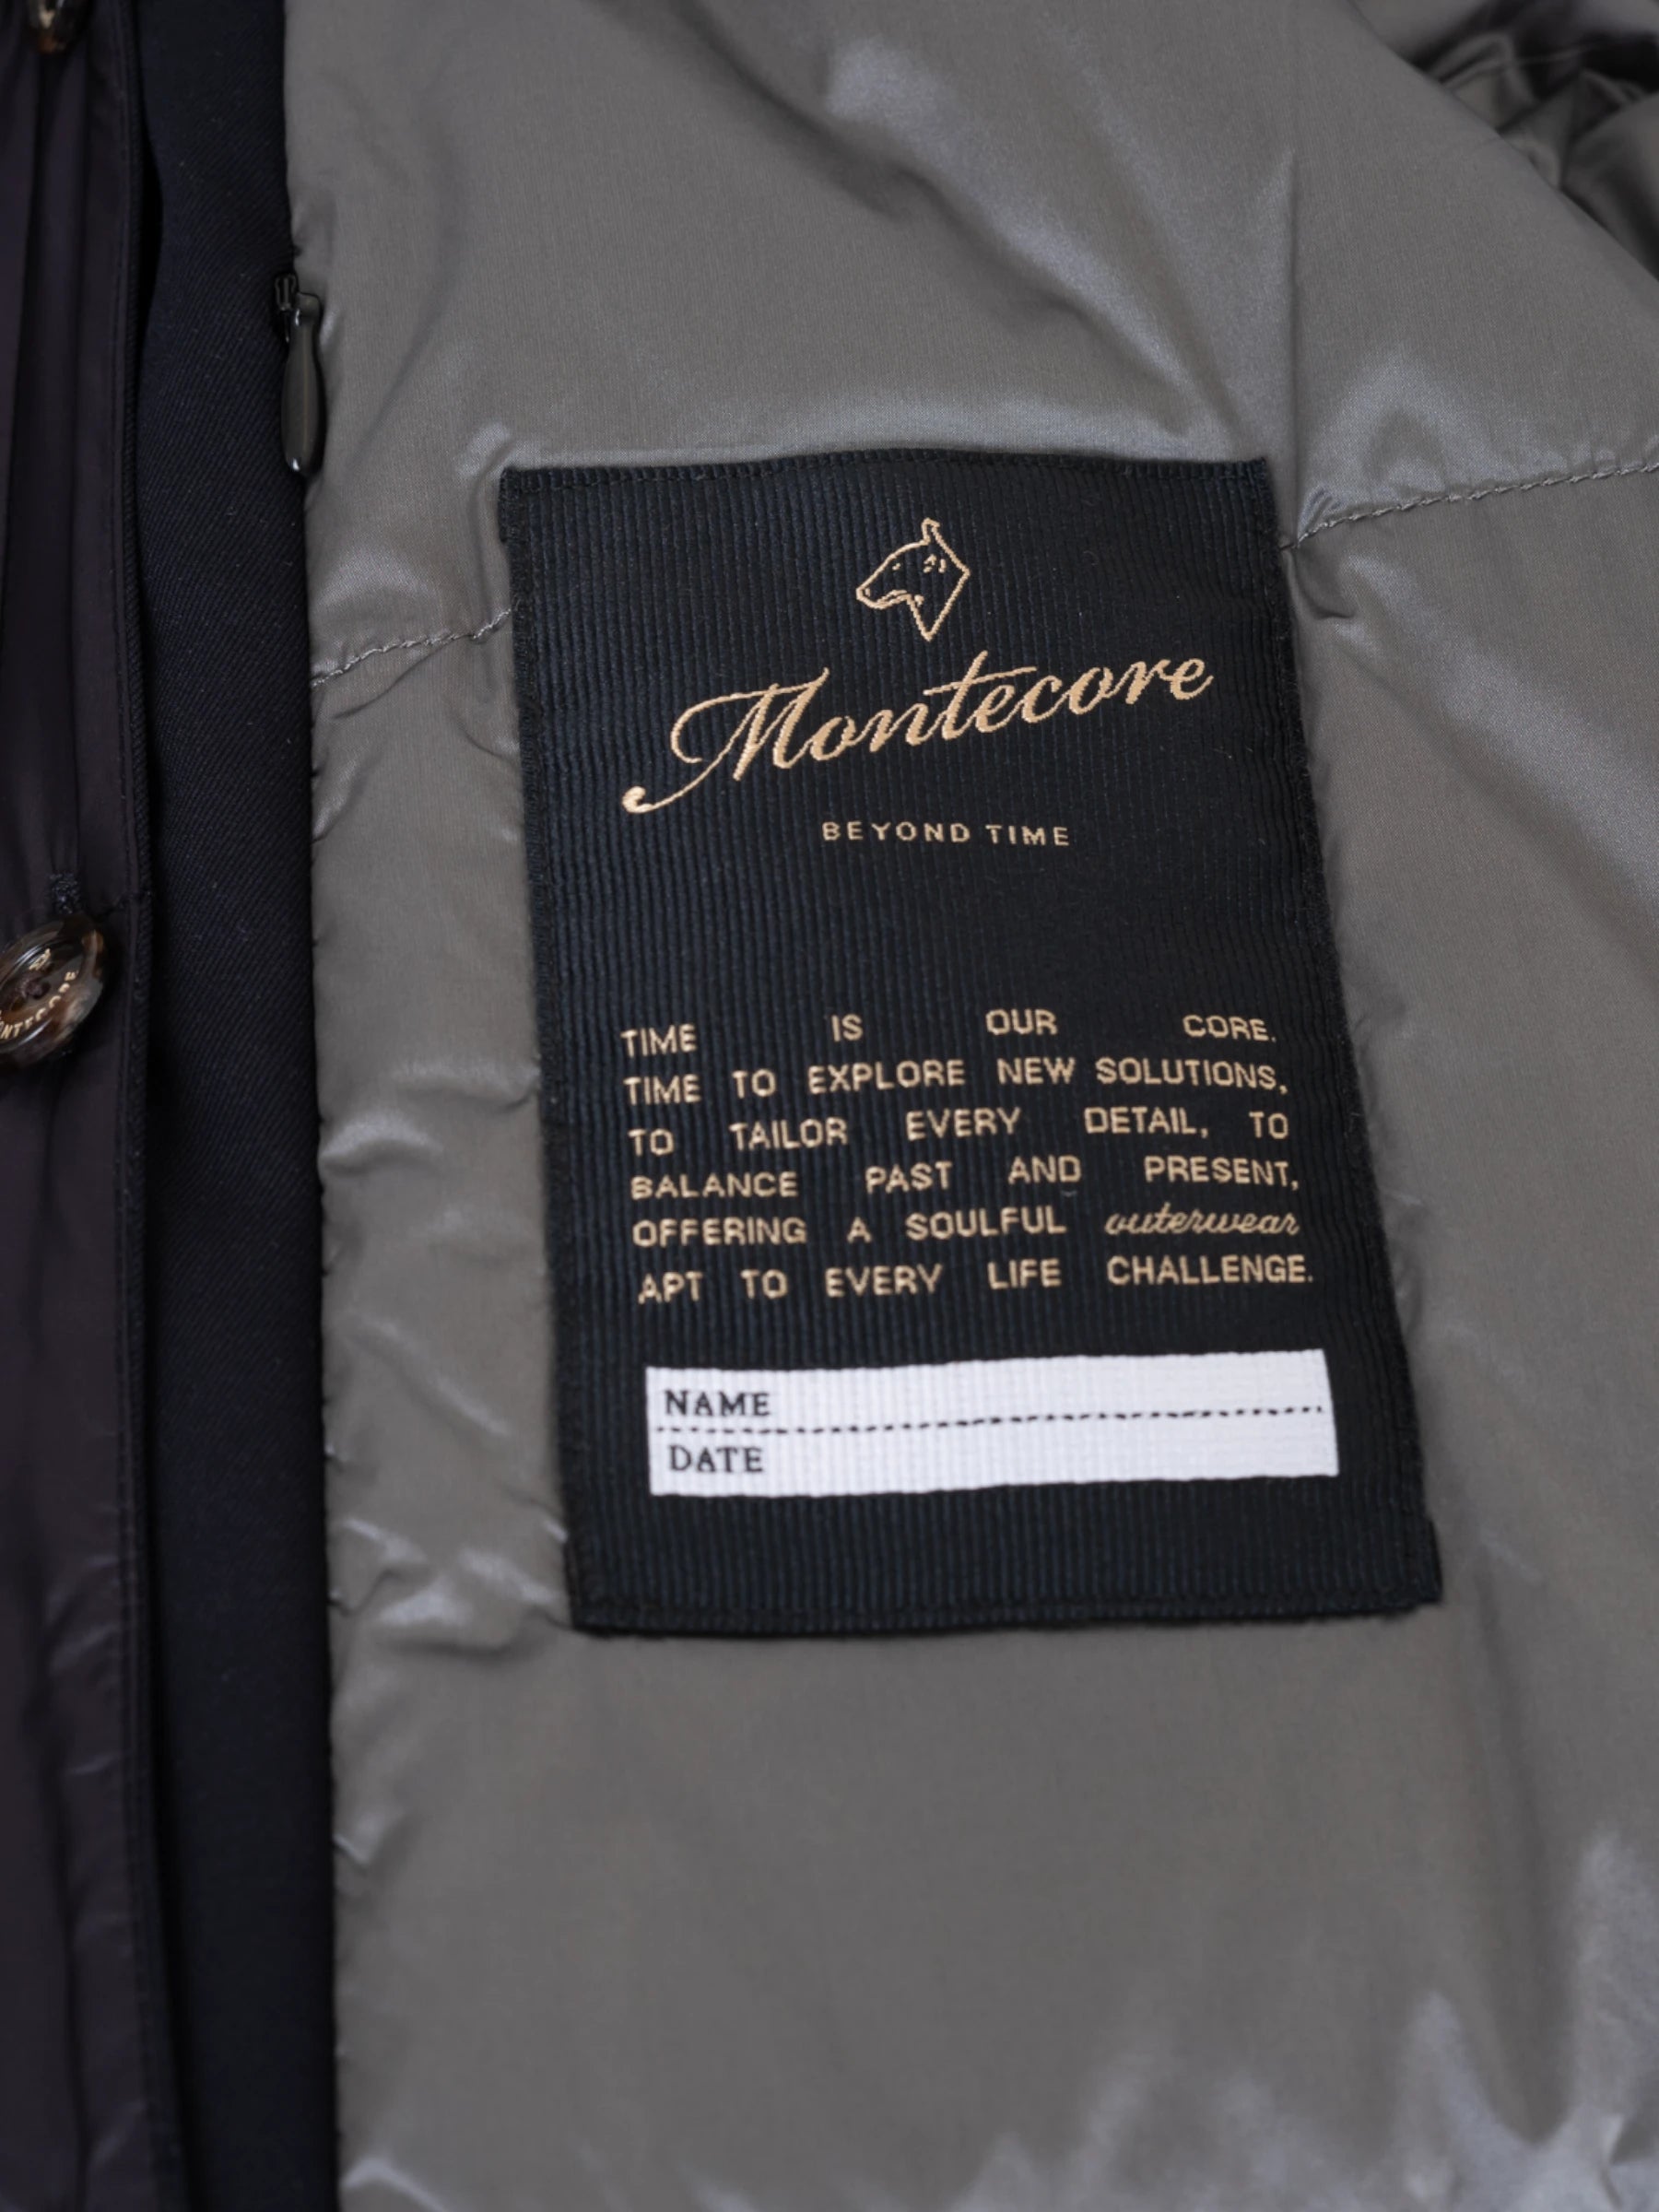 Montecore
BEYOND TIME
TIME IS OUR CORE.
TIME TO EXPLORE NEW SOLUTIONS,
TO TAILOR EVERY DETAIL, TO
BALANCE PAST AND PRESENT,
OFFERING A SOULFUL outerwear
APT TO EVERY LIFE CHALLENGE.
NAME
DATE